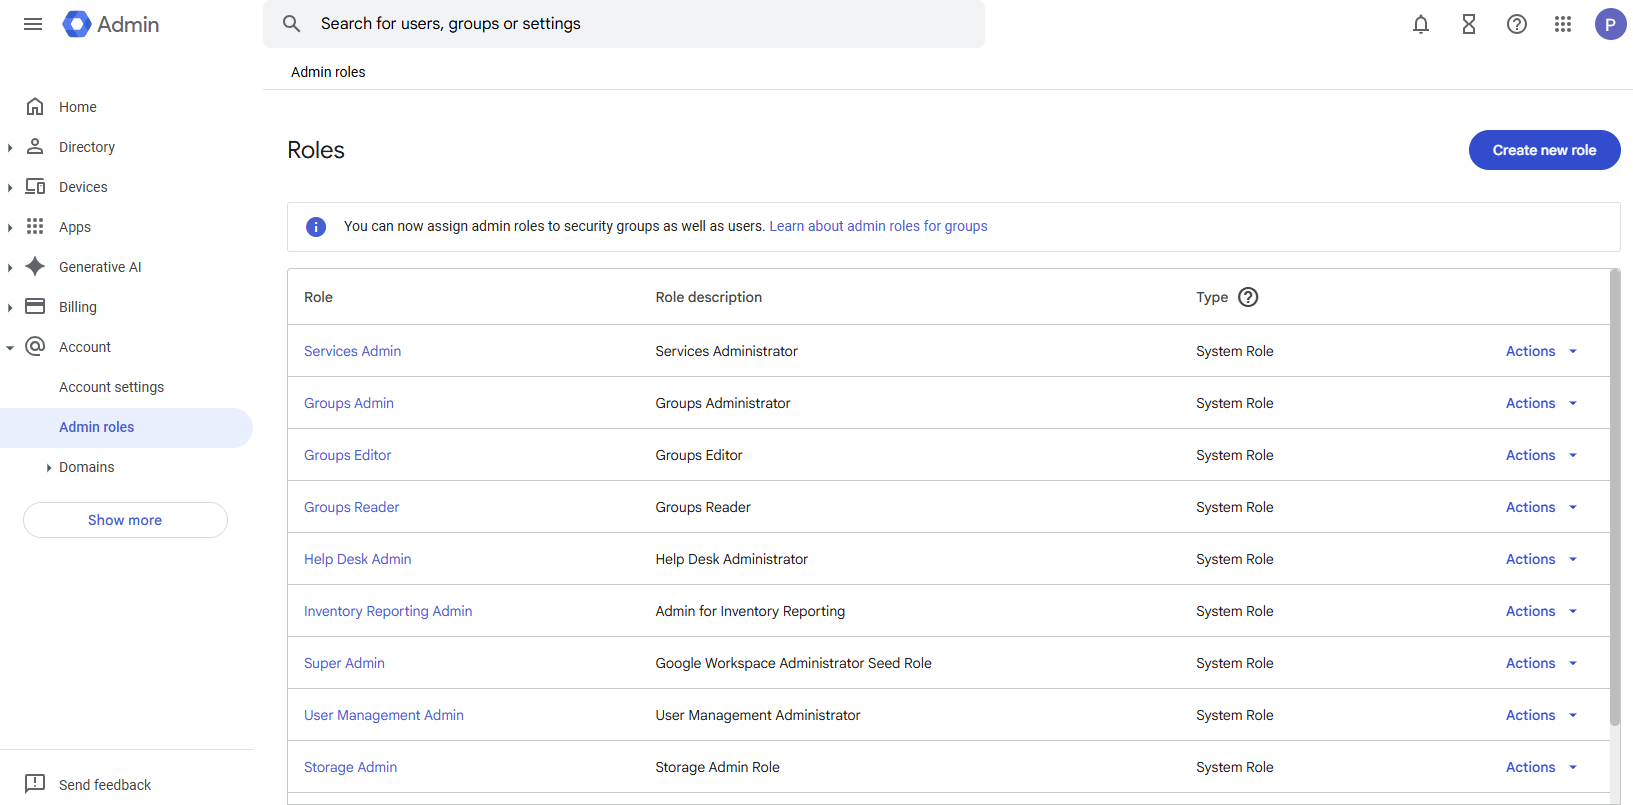 Admin
Search for users, groups or settings
P
Admin roles
Home
Directory
Devices
Apps
Generative AI
Billing
Account
Account settings
Admin roles
Domains
Show more
Send feedback
Roles
Create new role
You can now assign admin roles to security groups as well as users. Learn about admin roles for groups
Role Role description Type
Services Admin Services Administrator System Role Actions
Groups Admin Groups Administrator System Role Actions
Groups Editor Groups Editor System Role Actions
Groups Reader Groups Reader System Role Actions
Help Desk Admin Help Desk Administrator System Role Actions
Inventory Reporting Admin Admin for Inventory Reporting System Role Actions
Super Admin Google Workspace Administrator Seed Role System Role Actions
User Management Admin User Management Administrator System Role Actions
Storage Admin Storage Admin Role System Role Actions